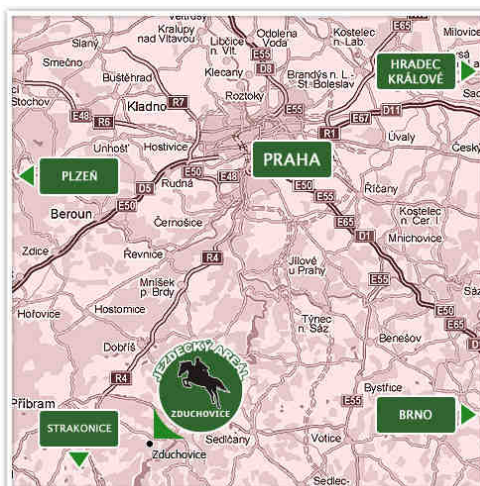 Kralupy
nad Vltavou
Odolena
Voda
Kostelec
n. Lab.
E65
Milovice
Slaný
Libčice
n. Vlt.
E55
Smečno
Klecany
D8
HRADEC
KRÁLOVÉ
Buštěhrad
Brandýs n. L.-
St. Boleslav
Stochov
Roztoky
Kladno
R7
E55
D11
E48
R6
E67
R1
Unhošť
Hostivice
Úvaly
Český
PRAHA
PLZEŇ
E50
E48
D5
Rudná
E50
Říčany
E55
Beroun
E50
Černošice
E65
Kostelec
n. Čer. l.
D1
Mnichovice
Zdice
Řevnice
R4
Jílové
u Prahy
E55
Mníšek
p. Brdy
Hořovice
Hostomice
E50
Týnec
n. Sáz.
E65
Benešov
Dobříš
JEZDECKÝ AREÁL
ZDUCHOVICE
R4
Bystřice
Příbram
E55
BRNO
STRAKONICE
Sedlčany
Votice
Zduchovice
Sedlec-